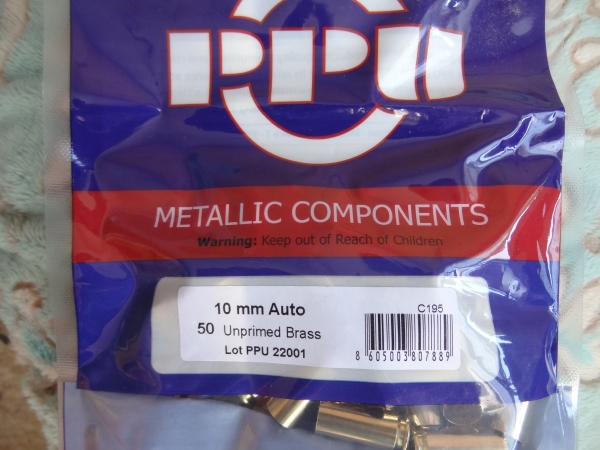 PPU
METALLIC COMPONENTS
Warning: Keep out of Reach of Children
10 mm Auto
C195
50 Unprimed Brass
Lot PPU 22001
8 605003 807889